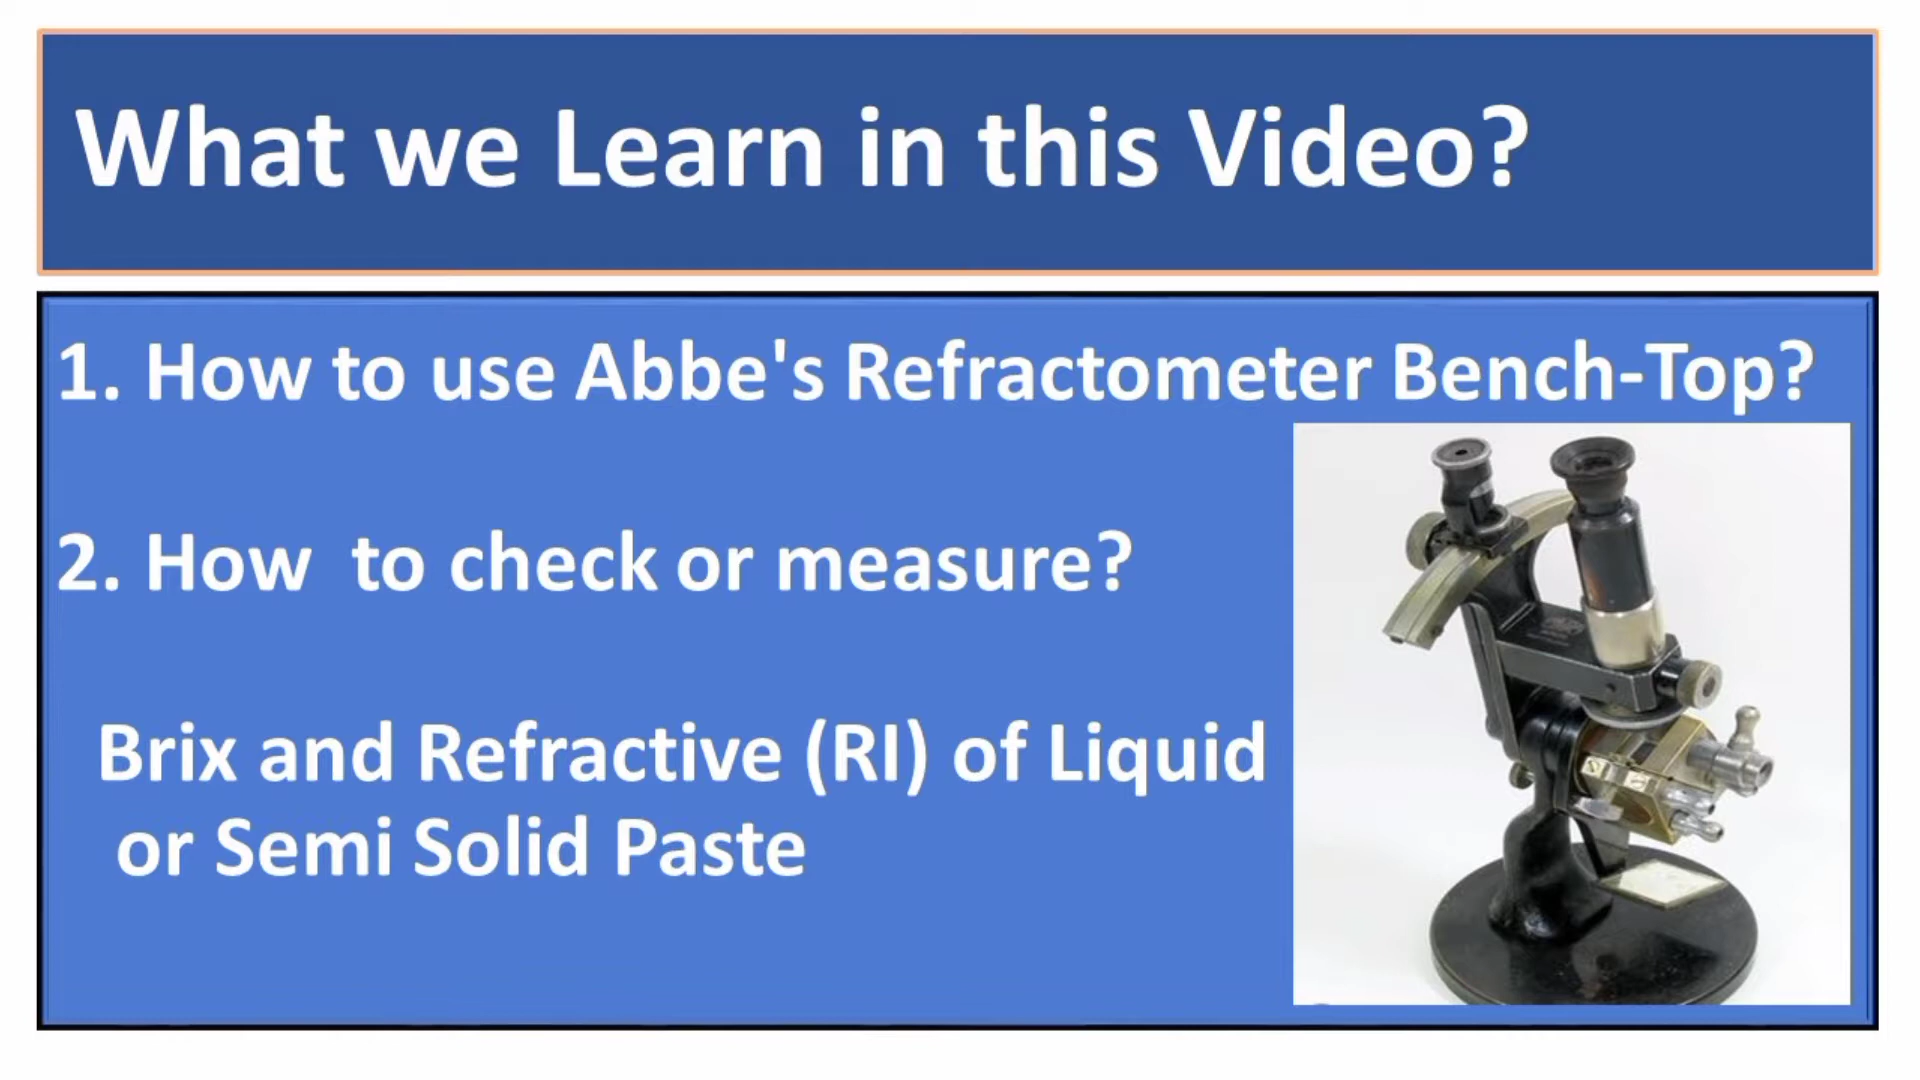 What we Learn in this Video?
1. How to use Abbe's Refractometer Bench-Top?
2. How to check or measure?
Brix and Refractive (RI) of Liquid
or Semi Solid Paste